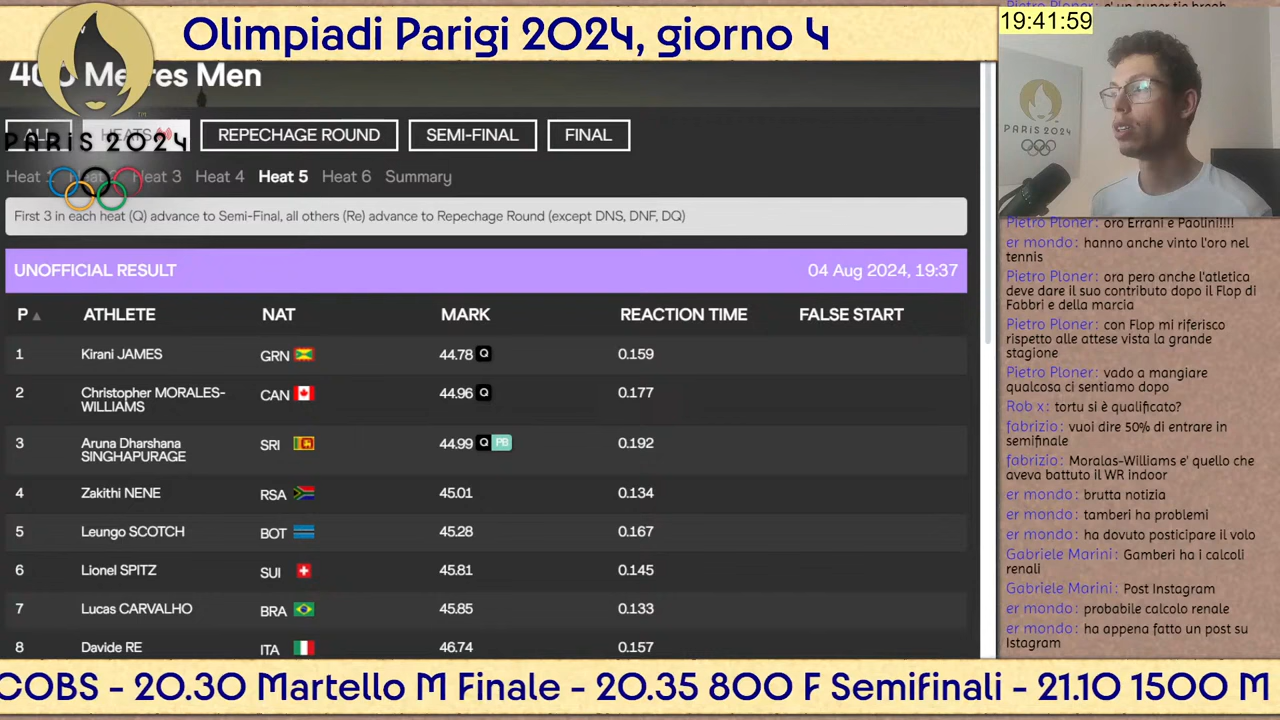 Olimpiadi Parigi 2024, giorno 4
19:41:59
400 Metres Men
ALL HEATS REPECHAGE ROUND SEMI-FINAL FINAL
PARIS 2024
PARIS 2024
Heat 1 Heat 3 Heat 4 Heat 5 Heat 6 Summary
First 3 in each heat (Q) advance to Semi-Final, all others (Re) advance to Repechage Round (except DNS, DNF, DQ)
UNOFFICIAL RESULT 04 Aug 2024, 19:37
P ATHLETE NAT MARK REACTION TIME FALSE START
1 Kirani JAMES GRN 44.78 Q 0.159
2 Christopher MORALES-
WILLIAMS CAN 44.96 Q 0.177
3 Aruna Dharshana
SINGHAPURAGE SRI 44.99 Q PB 0.192
4 Zakithi NENE RSA 45.01 0.134
5 Leungo SCOTCH BOT 45.28 0.167
6 Lionel SPITZ SUI 45.81 0.145
7 Lucas CARVALHO BRA 45.85 0.133
8 Davide RE ITA 46.74 0.157
Pietro Ploner: oro Errani e Paolini!!!!
er mondo: hanno anche vinto l'oro nel
tennis
Pietro Ploner: ora pero anche l'atletica
deve dare il suo contributo dopo il Flop di
Fabbri e della marcia
Pietro Ploner: con Flop mi riferisco
rispetto alle attese vista la grande
stagione
Pietro Ploner: vado a mangiare
qualcosa ci sentiamo dopo
Rob x: tortu si è qualificato?
fabrizio: vuoi dire 50% di entrare in
semifinale
fabrizio: Moralas-Williams e' quello che
aveva battuto il WR indoor
er mondo: brutta notizia
er mondo: tamberi ha problemi
er mondo: ha dovuto posticipare il volo
Gabriele Marini: Gamberi ha i calcoli
renali
Gabriele Marini: Post Instagram
er mondo: probabile calcolo renale
er mondo: ha appena fatto un post su
Istagram
COBS - 20.30 Martello M Finale - 20.35 800 F Semifinali - 21.10 1500 M